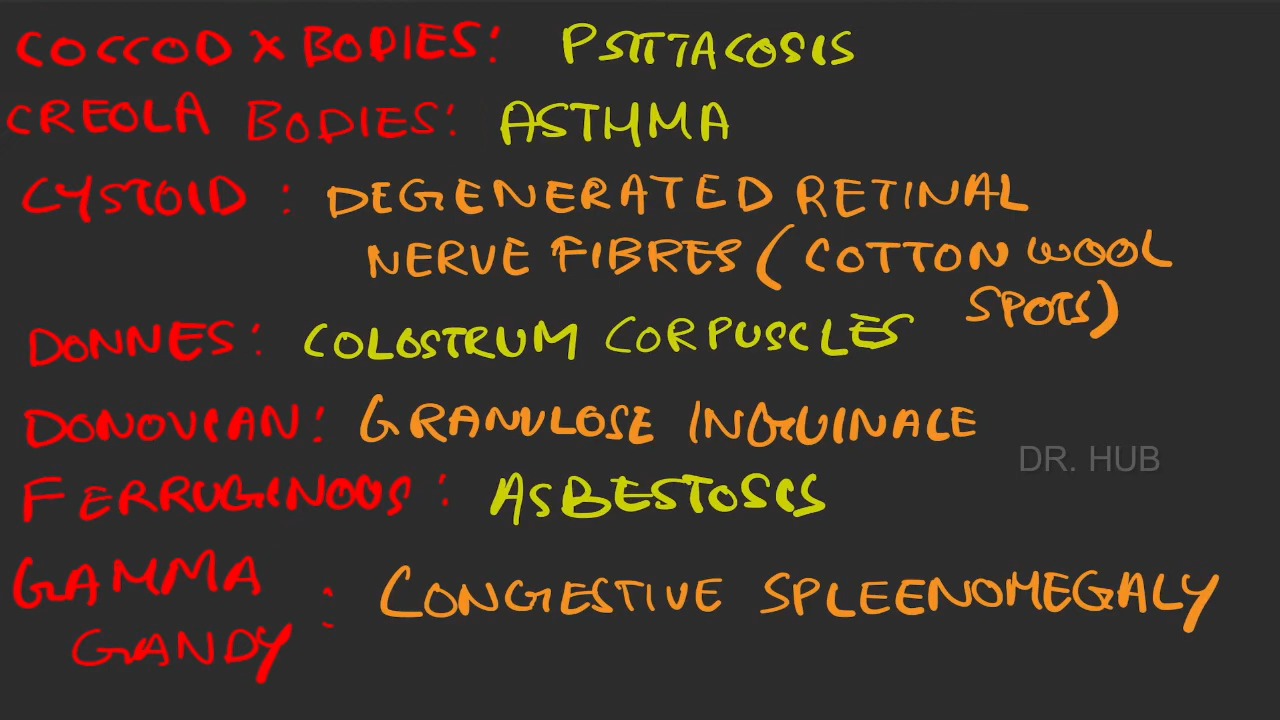 COCCOD X BODIES: PSITTACOSIS
CREOLA BODIES: ASTHMA
CYSTOID : DEGENERATED RETINAL
NERVE FIBRES (COTTON WOOL
SPOTS)
DONNES: COLOSTRUM CORPUSCLES
DONOVIAN: GRANULOSE INGUINALE
DR. HUB
FERRUGINOUS : ASBESTOSIS
GAMMA
GANDY : CONGESTIVE SPLEENOMEGALY